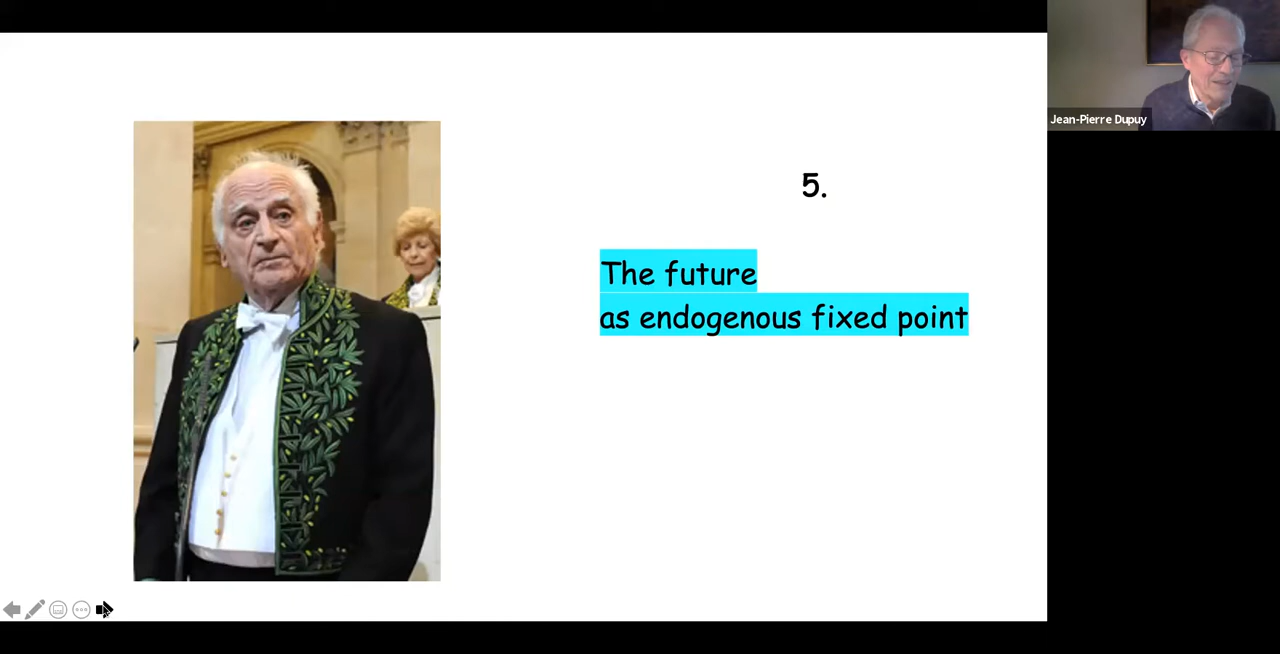 Jean-Pierre Dupuy
5.
The future
as endogenous fixed point